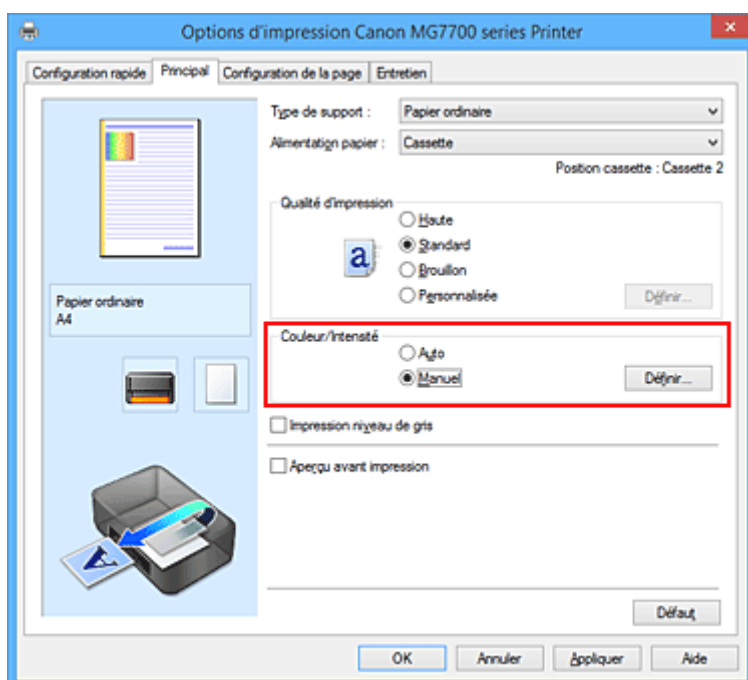 Options d'impression Canon MG7700 series Printer
Configuration rapide Principal Configuration de la page Entretien
Type de support : Papier ordinaire
Alimentation papier : Cassette
Position cassette : Cassette 2
Qualité d'impression
Haute
a Standard
Brouillon
Personnalisée Définir...
Papier ordinaire
A4
Couleur/Intensité
Auto
Manuel Définir...
Impression niveau de gris
Aperçu avant impression
A
Défaut
OK Annuler Appliquer Aide